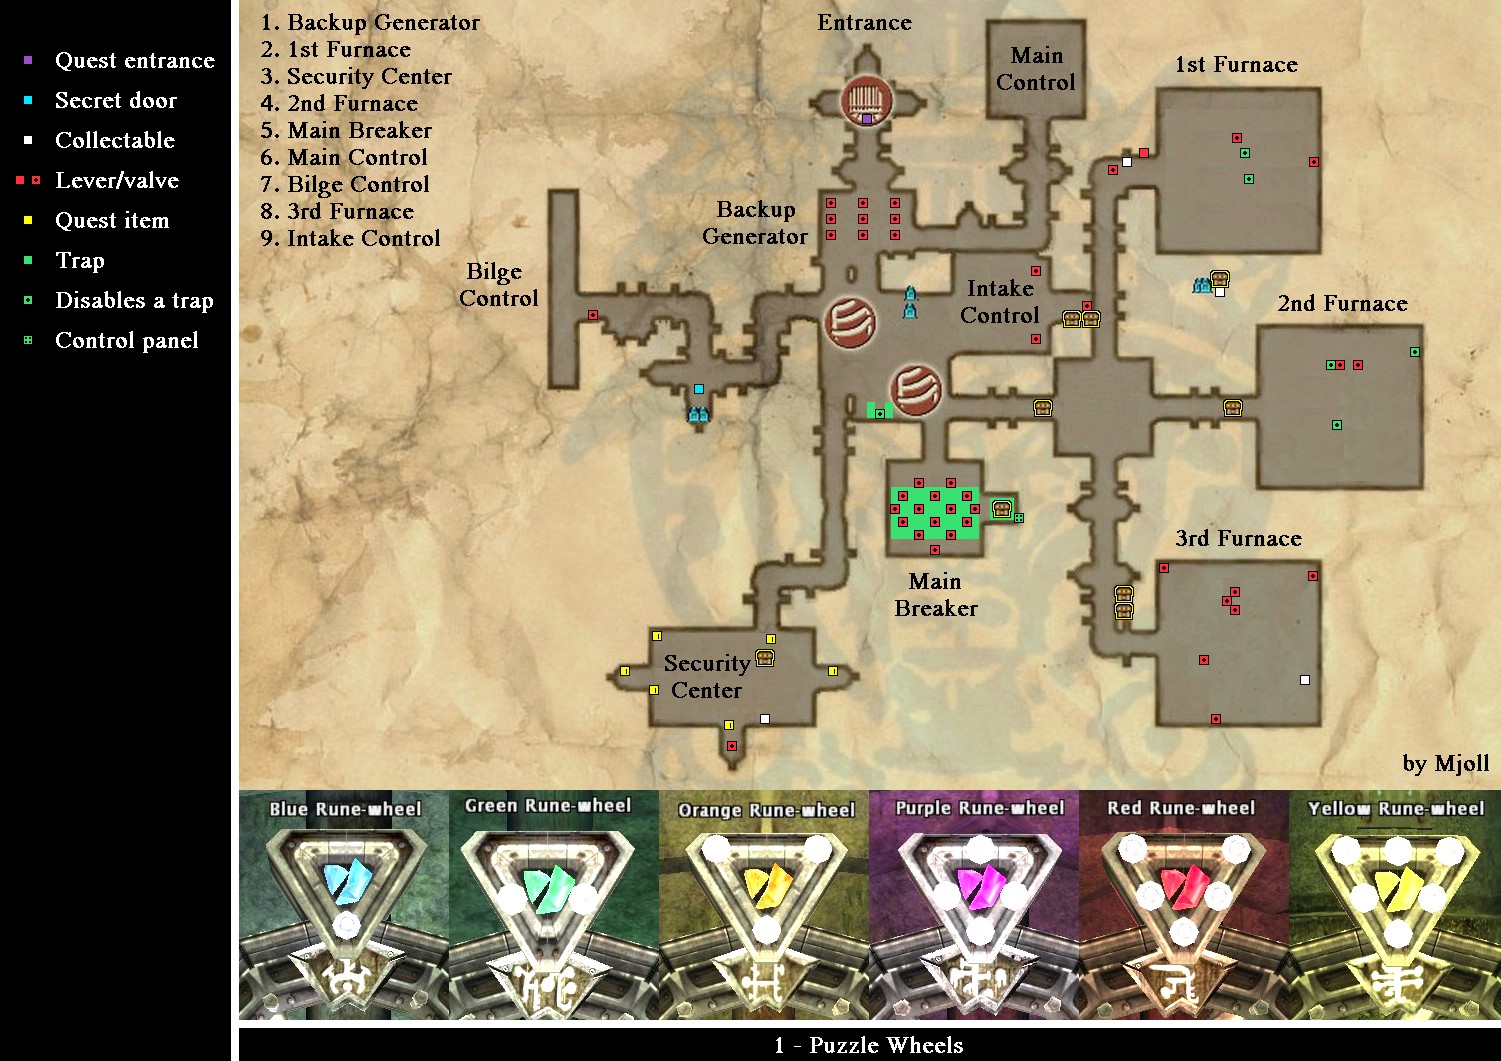 Quest entrance
Secret door
Collectable
Lever/valve
Quest item
Trap
Disables a trap
Control panel
1. Backup Generator
2. 1st Furnace
3. Security Center
4. 2nd Furnace
5. Main Breaker
6. Main Control
7. Bilge Control
8. 3rd Furnace
9. Intake Control
Entrance
Main
Control
1st Furnace
Backup
Generator
Bilge
Control
Intake
Control
2nd Furnace
3rd Furnace
Main
Breaker
Security
Center
by Mjoll
Blue Rune-wheel
Green Rune-wheel
Orange Rune-wheel
Purple Rune-wheel
Red Rune-wheel
Yellow Rune-wheel
1 - Puzzle Wheels